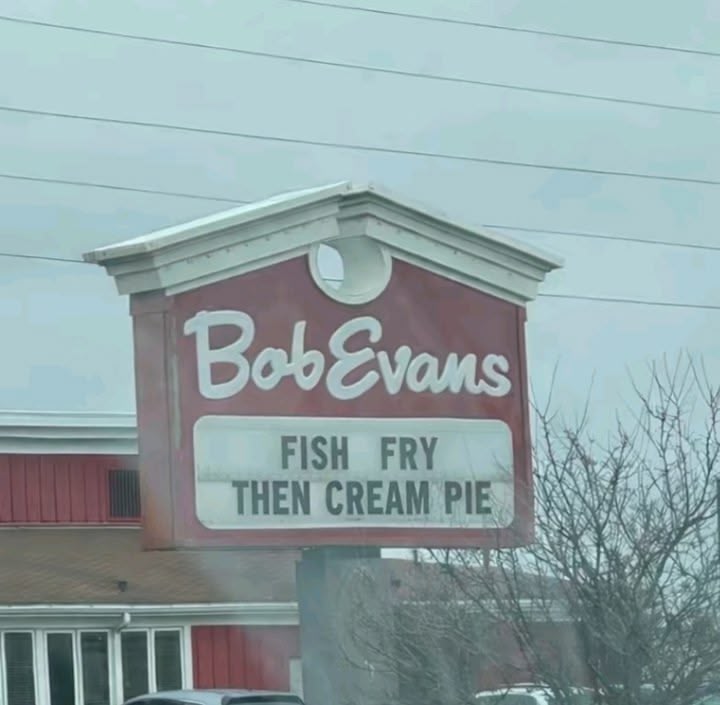 Bob Evans
FISH FRY
THEN CREAM PIE